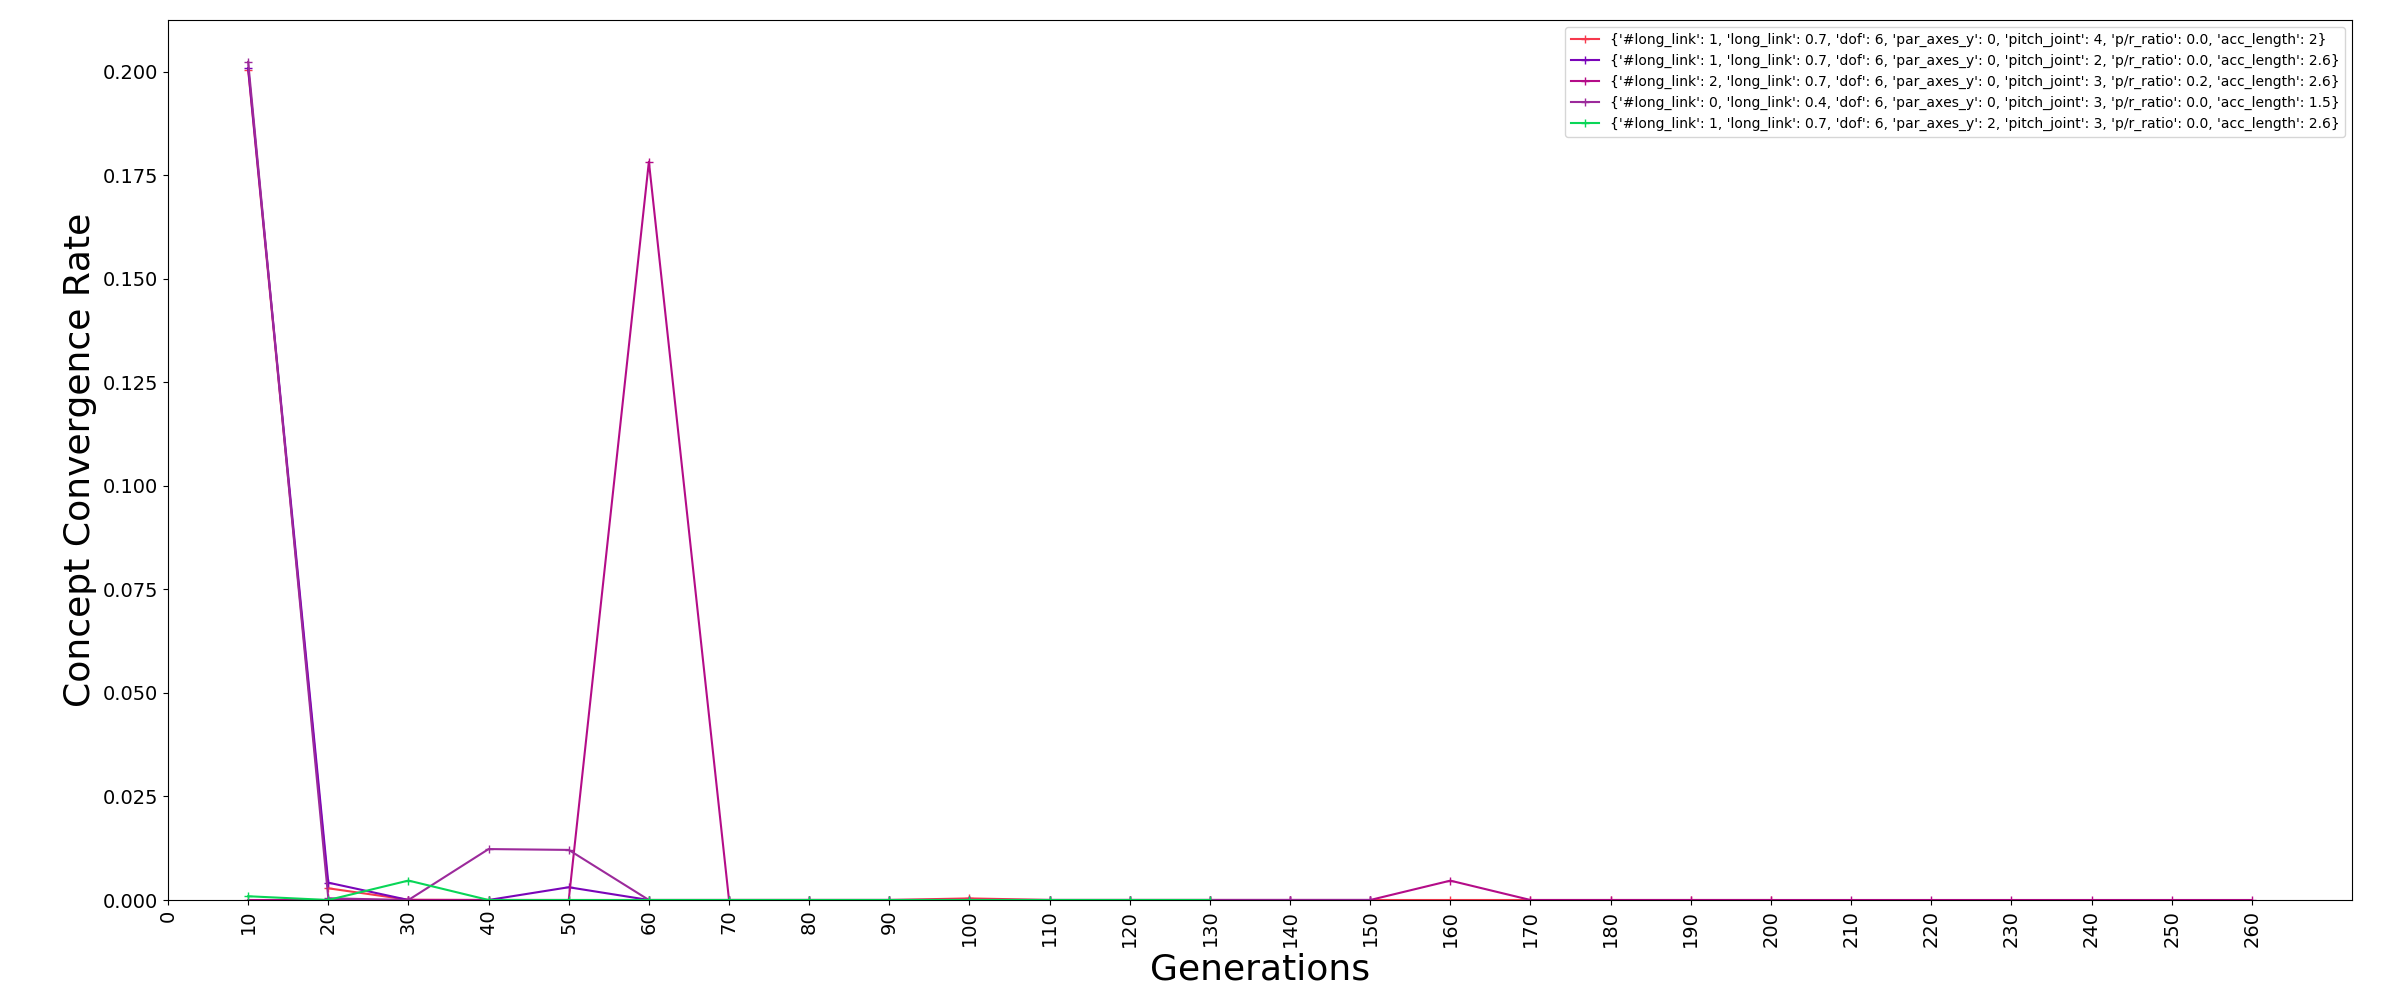 {'#long_link': 1, 'long_link': 0.7, 'dof': 6, 'par_axes_y': 0, 'pitch_joint': 4, 'p/r_ratio': 0.0, 'acc_length': 2}
{'#long_link': 1, 'long_link': 0.7, 'dof': 6, 'par_axes_y': 0, 'pitch_joint': 2, 'p/r_ratio': 0.0, 'acc_length': 2.6}
{'#long_link': 2, 'long_link': 0.7, 'dof': 6, 'par_axes_y': 0, 'pitch_joint': 3, 'p/r_ratio': 0.2, 'acc_length': 2.6}
{'#long_link': 0, 'long_link': 0.4, 'dof': 6, 'par_axes_y': 0, 'pitch_joint': 3, 'p/r_ratio': 0.0, 'acc_length': 1.5}
{'#long_link': 1, 'long_link': 0.7, 'dof': 6, 'par_axes_y': 2, 'pitch_joint': 3, 'p/r_ratio': 0.0, 'acc_length': 2.6}
Concept Convergence Rate
0.200
0.175
0.150
0.125
0.100
0.075
0.050
0.025
0.000
0 10 20 30 40 50 60 70 80 90 100 110 120 130 140 150 160 170 180 190 200 210 220 230 240 250 260
Generations